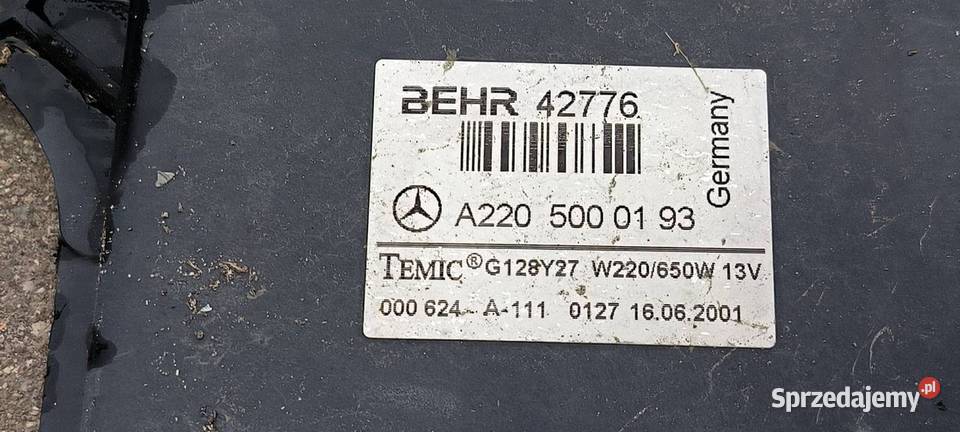 BEHR 42776
Germany
A220 500 01 93
TEMIC® G128Y27 W220/650W 13V
000 624 A-111 0127 16.06.2001
Sprzedajemy.pl